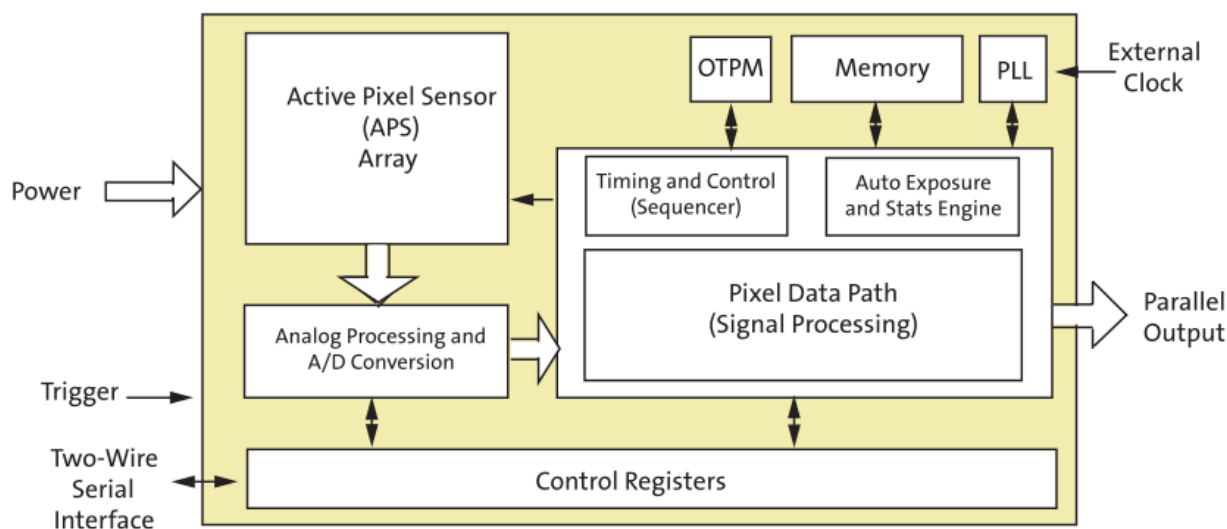 Active Pixel Sensor
(APS)
Array
OTPM
Memory
PLL
External
Clock
Power
Timing and Control
(Sequencer)
Auto Exposure
and Stats Engine
Pixel Data Path
(Signal Processing)
Parallel
Output
Analog Processing and
A/D Conversion
Trigger
Two-Wire
Serial
Interface
Control Registers